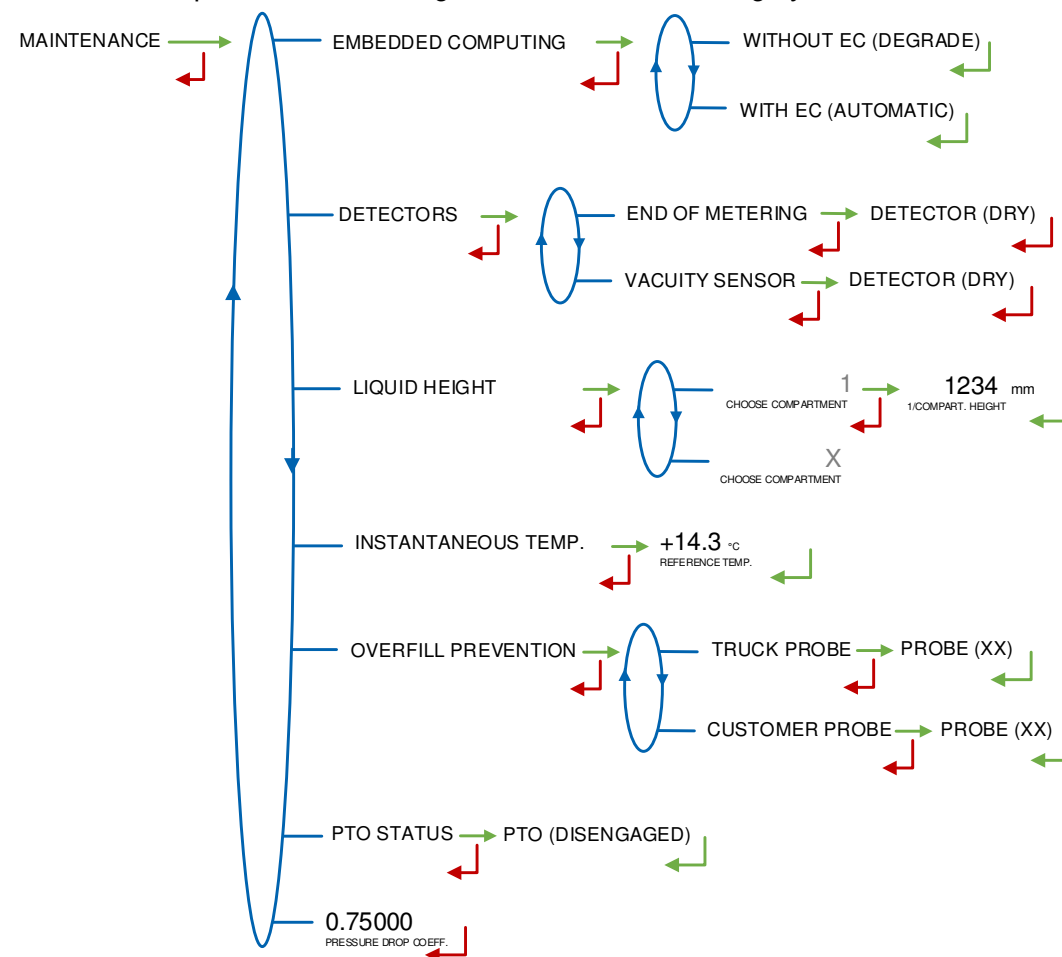 MAINTENANCE
EMBEDDED COMPUTING
WITHOUT EC (DEGRADE)
WITH EC (AUTOMATIC)
DETECTORS
END OF METERING
DETECTOR (DRY)
VACUITY SENSOR
DETECTOR (DRY)
LIQUID HEIGHT
1
CHOOSE COMPARTMENT
1234 mm
1/COMPART. HEIGHT
X
CHOOSE COMPARTMENT
INSTANTANEOUS TEMP.
+14.3 °C
REFERENCE TEMP.
OVERFILL PREVENTION
TRUCK PROBE
PROBE (XX)
CUSTOMER PROBE
PROBE (XX)
PTO STATUS
PTO (DISENGAGED)
0.75000
PRESSURE DROP COEFF.